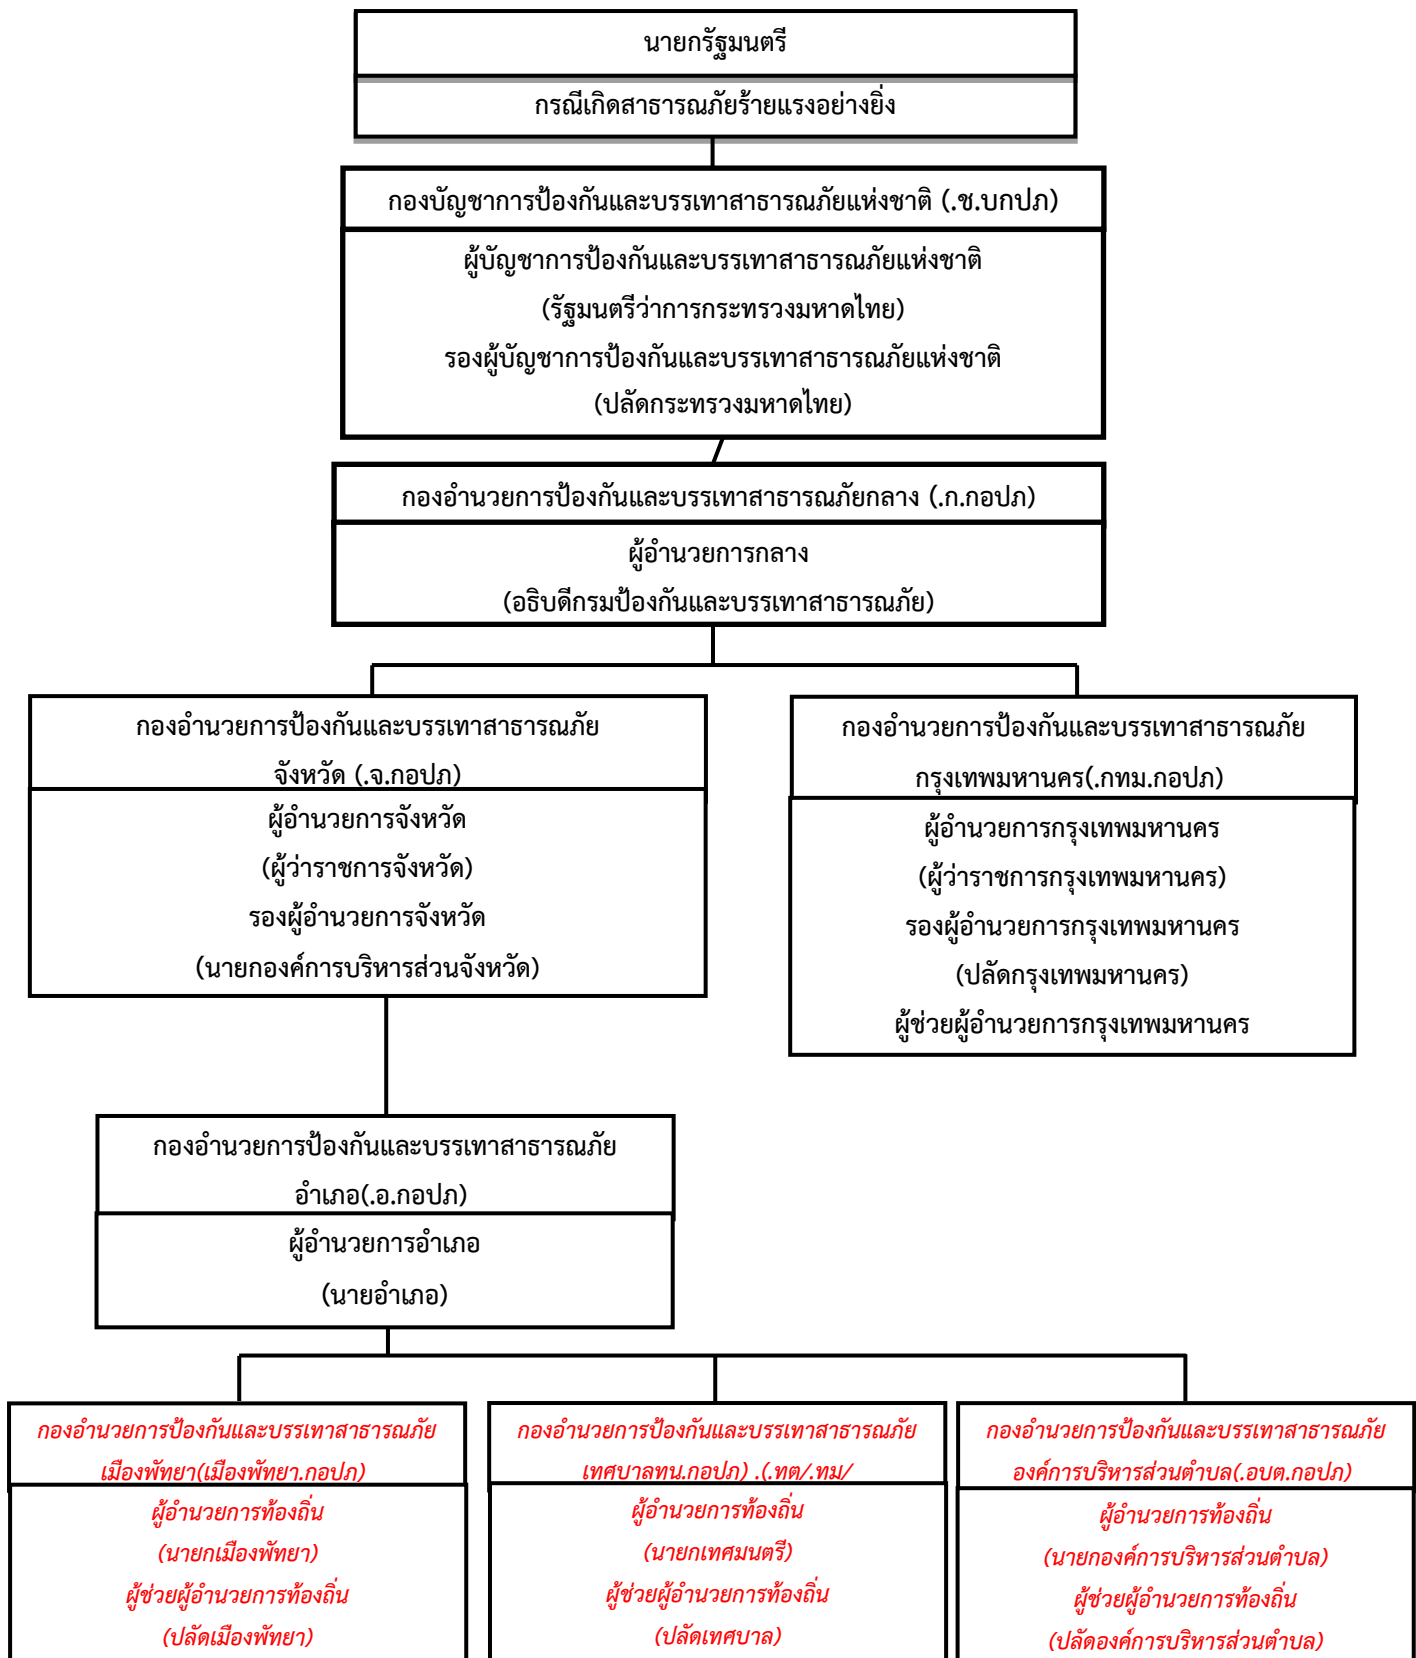 นายกรัฐมนตรี
กรณีเกิดสาธารณภัยร้ายแรงอย่างยิ่ง
กองบัญชาการป้องกันและบรรเทาสาธารณภัยแห่งชาติ (.ช.บกปภ)
ผู้บัญชาการป้องกันและบรรเทาสาธารณภัยแห่งชาติ
(รัฐมนตรีว่าการกระทรวงมหาดไทย)
รองผู้บัญชาการป้องกันและบรรเทาสาธารณภัยแห่งชาติ
(ปลัดกระทรวงมหาดไทย)
กองอำนวยการป้องกันและบรรเทาสาธารณภัยกลาง (.ก.กอปภ)
ผู้อำนวยการกลาง
(อธิบดีกรมป้องกันและบรรเทาสาธารณภัย)
กองอำนวยการป้องกันและบรรเทาสาธารณภัย
จังหวัด (.จ.กอปภ)
ผู้อำนวยการจังหวัด
(ผู้ว่าราชการจังหวัด)
รองผู้อำนวยการจังหวัด
(นายกองค์การบริหารส่วนจังหวัด)
กองอำนวยการป้องกันและบรรเทาสาธารณภัย
กรุงเทพมหานคร(.กทม.กอปภ)
ผู้อำนวยการกรุงเทพมหานคร
(ผู้ว่าราชการกรุงเทพมหานคร)
รองผู้อำนวยการกรุงเทพมหานคร
(ปลัดกรุงเทพมหานคร)
ผู้ช่วยผู้อำนวยการกรุงเทพมหานคร
กองอำนวยการป้องกันและบรรเทาสาธารณภัย
อำเภอ(.อ.กอปภ)
ผู้อำนวยการอำเภอ
(นายอำเภอ)
กองอำนวยการป้องกันและบรรเทาสาธารณภัย
เมืองพัทยา(เมืองพัทยา.กอปภ)
ผู้อำนวยการท้องถิ่น
(นายกเมืองพัทยา)
ผู้ช่วยผู้อำนวยการท้องถิ่น
(ปลัดเมืองพัทยา)
กองอำนวยการป้องกันและบรรเทาสาธารณภัย
เทศบาลทน.กอปภ) .(.ทต/.ทม/
ผู้อำนวยการท้องถิ่น
(นายกเทศมนตรี)
ผู้ช่วยผู้อำนวยการท้องถิ่น
(ปลัดเทศบาล)
กองอำนวยการป้องกันและบรรเทาสาธารณภัย
องค์การบริหารส่วนตำบล(.อบต.กอปภ)
ผู้อำนวยการท้องถิ่น
(นายกองค์การบริหารส่วนตำบล)
ผู้ช่วยผู้อำนวยการท้องถิ่น
(ปลัดองค์การบริหารส่วนตำบล)